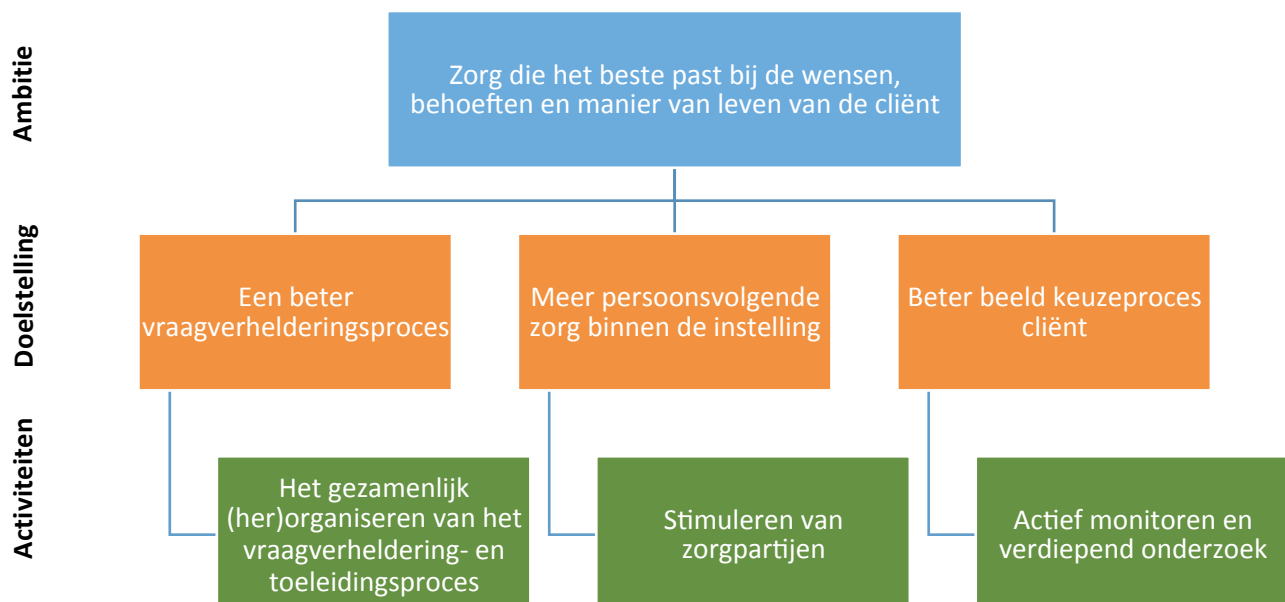 Ambitie
Zorg die het beste past bij de wensen,
behoeften en manier van leven van de cliënt
Doelstelling
Een beter
vraagverhelderingsproces
Meer persoonsvolgende
zorg binnen de instelling
Beter beeld keuzeproces
cliënt
Activiteiten
Het gezamenlijk
(her)organiseren van het
vraagverheldering- en
toeleidingsproces
Stimuleren van
zorgpartijen
Actief monitoren en
verdiepend onderzoek